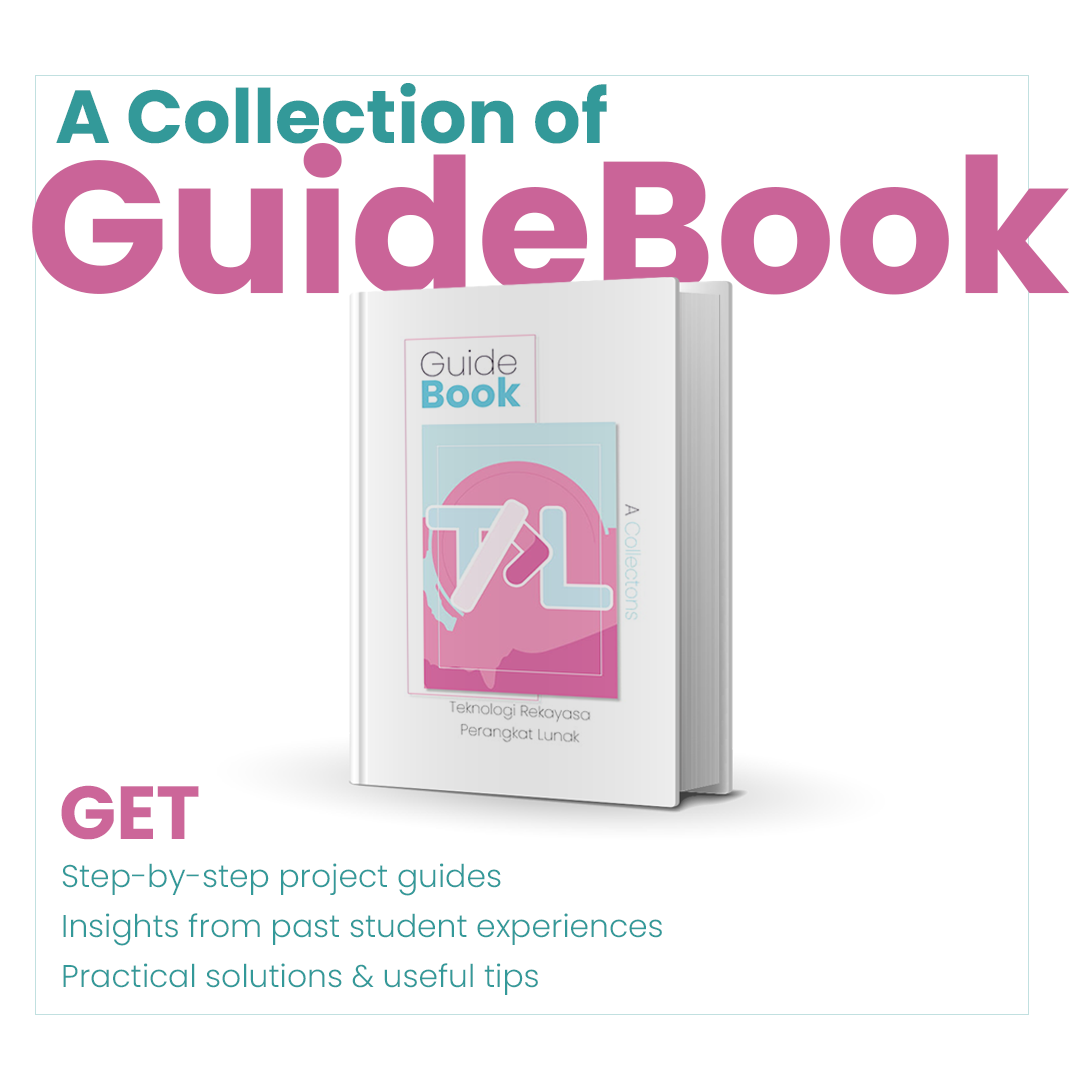 A Collection of
GuideBook
Guide
Book
TPL
A Collectons
Teknologi Rekayasa
Perangkat Lunak
GET
Step-by-step project guides
Insights from past student experiences
Practical solutions & useful tips